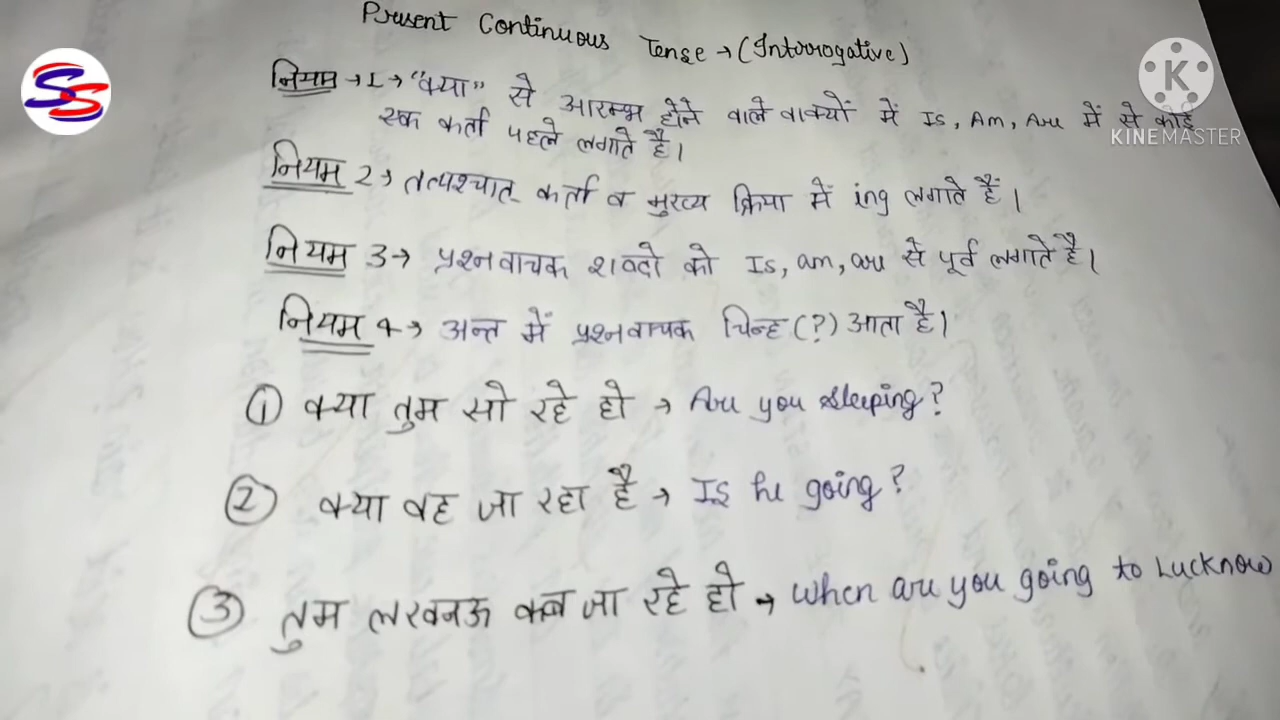 Present Continuous Tense → (Interrogative)
नियम → 1 → "क्या" से आरम्भ होने वाले वाक्यों में Is, Am, Are में से कोई
एक कर्ता पहले लगाते है।
नियम 2 → तत्पश्चात् कर्ता व मुख्य क्रिया में ing लगाते हैं।
नियम 3 → प्रश्नवाचक शवदो को Is, am, are से पूर्व लगाते है।
नियम 4 → अन्त में प्रश्नवाचक चिन्ह (?) आता है।
① क्या तुम सो रहे हो → Are you sleeping?
② क्या वह जा रहा है → Is he going?
③ तुम लखनऊ कब जा रहे हो → When are you going to Lucknow
SS
K
KINEMASTER